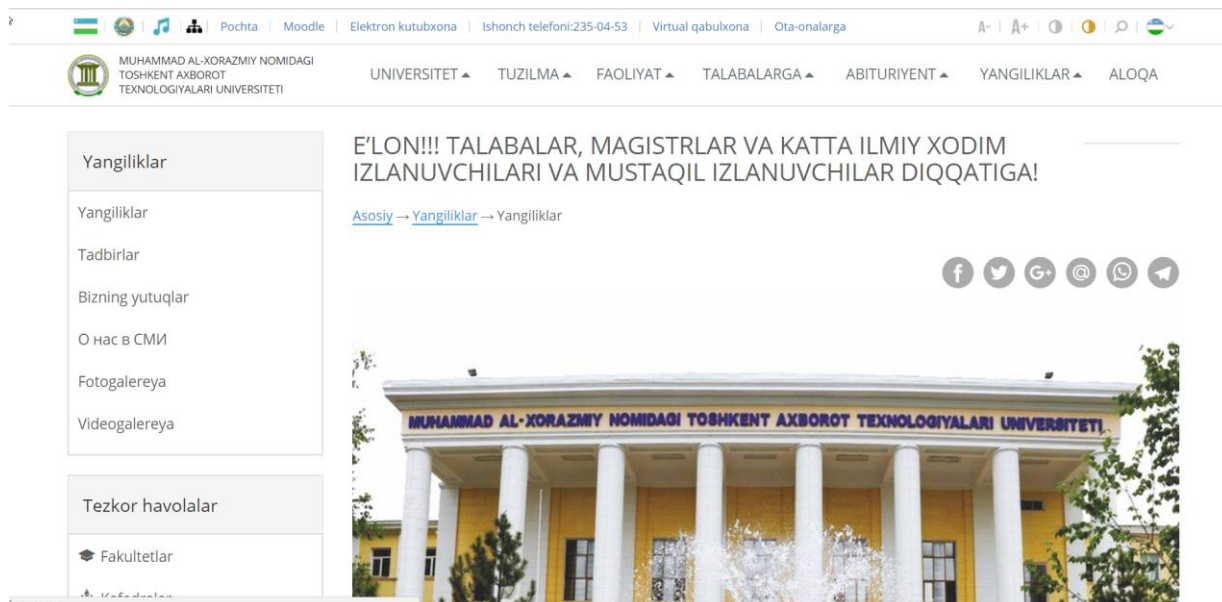 Pochta | Moodle | Elektron kutubxona | Ishonch telefoni:235-04-53 | Virtual qabulxona | Ota-onalarga A- | A+
MUHAMMAD AL-XORAZMIY NOMIDAGI
TOSHKENT AXBOROT
TEXNOLOGIYALARI UNIVERSITETI
UNIVERSITET TUZILMA FAOLIYAT TALABALARGA ABITURIYENT YANGILIKLAR ALOQA
Yangiliklar
Yangiliklar
Tadbirlar
Bizning yutuqlar
О нас в СМИ
Fotogalereya
Videogalereya
Tezkor havolalar
Fakultetlar
Kafedralar
E'LON!!! TALABALAR, MAGISTRLAR VA KATTA ILMIY XODIM
IZLANUVCHILARI VA MUSTAQIL IZLANUVCHILAR DIQQATIGA!
Asosiy → Yangiliklar → Yangiliklar
MUHAMMAD AL-XORAZMIY NOMIDAGI TOSHKENT AXBOROT TEXNOLOGIYALARI UNIVERSITETI